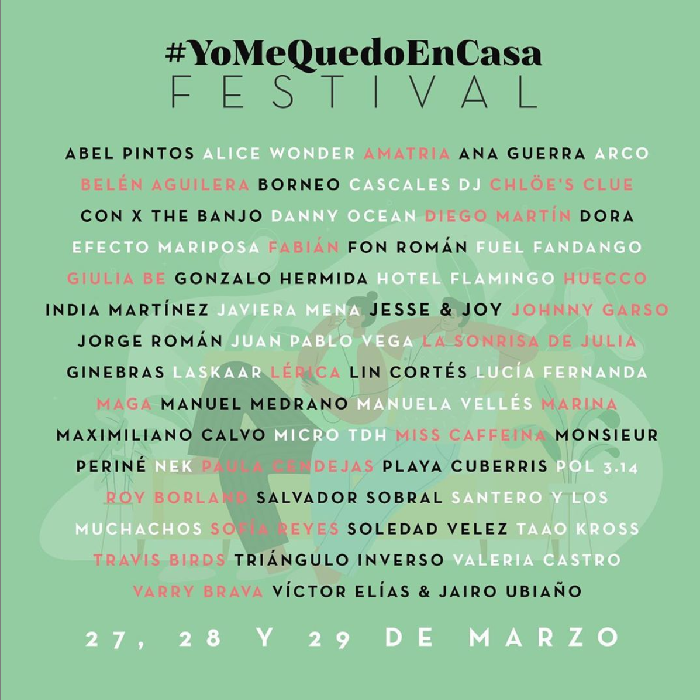 #YoMeQuedoEnCasa
FESTIVAL
ABEL PINTOS ALICE WONDER AMATRIA ANA GUERRA ARCO
BELÉN AGUILERA BORNEO CASCALES DJ CHLÖE'S CLUE
CON X THE BANJO DANNY OCEAN DIEGO MARTÍN DORA
EFECTO MARIPOSA FABIÁN FON ROMÁN FUEL FANDANGO
GIULIA BE GONZALO HERMIDA HOTEL FLAMINGO HUECCO
INDIA MARTÍNEZ JAVIERA MENA JESSE & JOY JOHNNY GARSO
JORGE ROMÁN JUAN PABLO VEGA LA SONRISA DE JULIA
GINEBRAS LASKAAR LÉRICA LIN CORTÉS LUCÍA FERNANDA
MAGA MANUEL MEDRANO MANUELA VELLÉS MARINA
MAXIMILIANO CALVO MICRO TDH MISS CAFFEINA MONSIEUR
PERINÉ NEK PAULA CENDEJAS PLAYA CUBERRIS POL 3.14
ROY BORLAND SALVADOR SOBRAL SANTERO Y LOS
MUCHACHOS SOFÍA REYES SOLEDAD VELEZ TAAO KROSS
TRAVIS BIRDS TRIÁNGULO INVERSO VALERIA CASTRO
VARRY BRAVA VÍCTOR ELÍAS & JAIRO UBIAÑO
27, 28 Y 29 DE MARZO